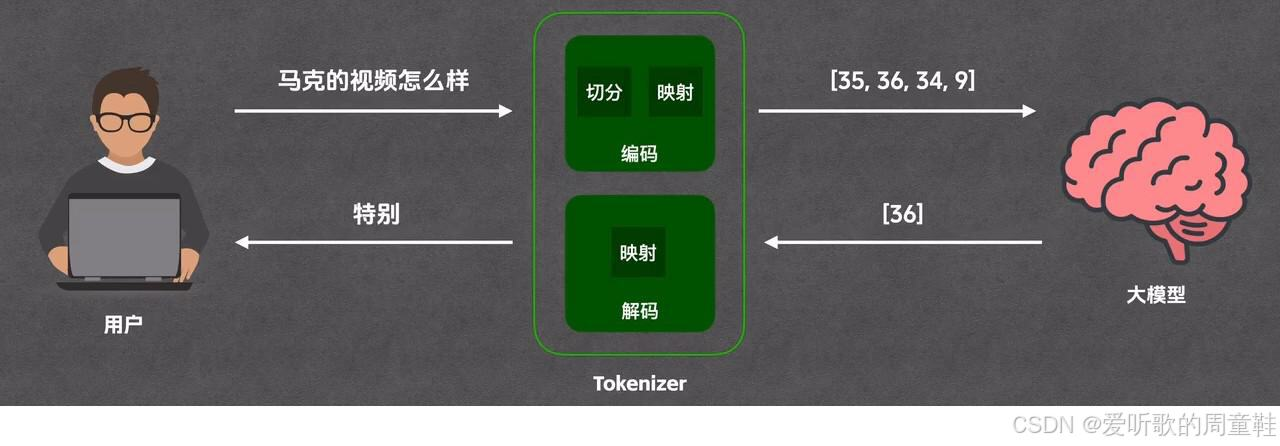 马克的视频怎么样
切分
映射
编码
[35, 36, 34, 9]
特别
映射
解码
[36]
用户
大模型
Tokenizer
CSDN @爱听歌的周童鞋